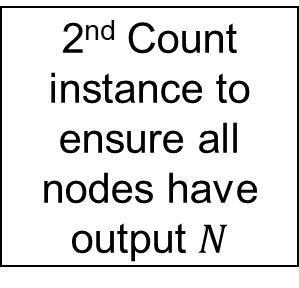 2nd Count
instance to
ensure all
nodes have
output N